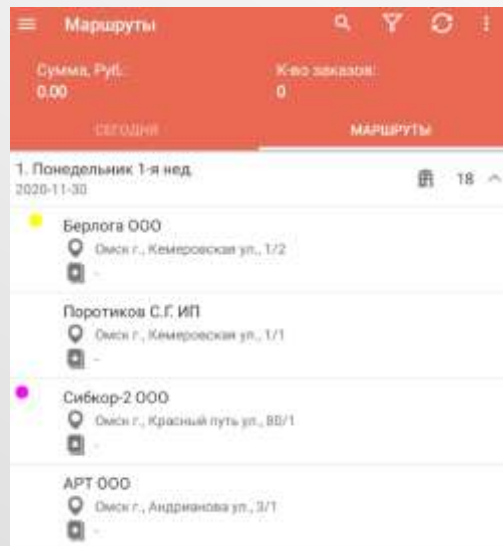 Маршруты
Сумма, Руб.: К-во заказов:
0.00 0
СЕГОДНЯ МАРШРУТЫ
1. Понедельник 1-я нед.
2020-11-30 18
Берлога ООО
Омск г., Кемеровская ул., 1/2
-
Поротиков С.Г. ИП
Омск г., Кемеровская ул., 1/1
-
Сибкор-2 ООО
Омск г., Красный путь ул., 80/1
-
АРТ ООО
Омск г., Андрианова ул., 3/1
-